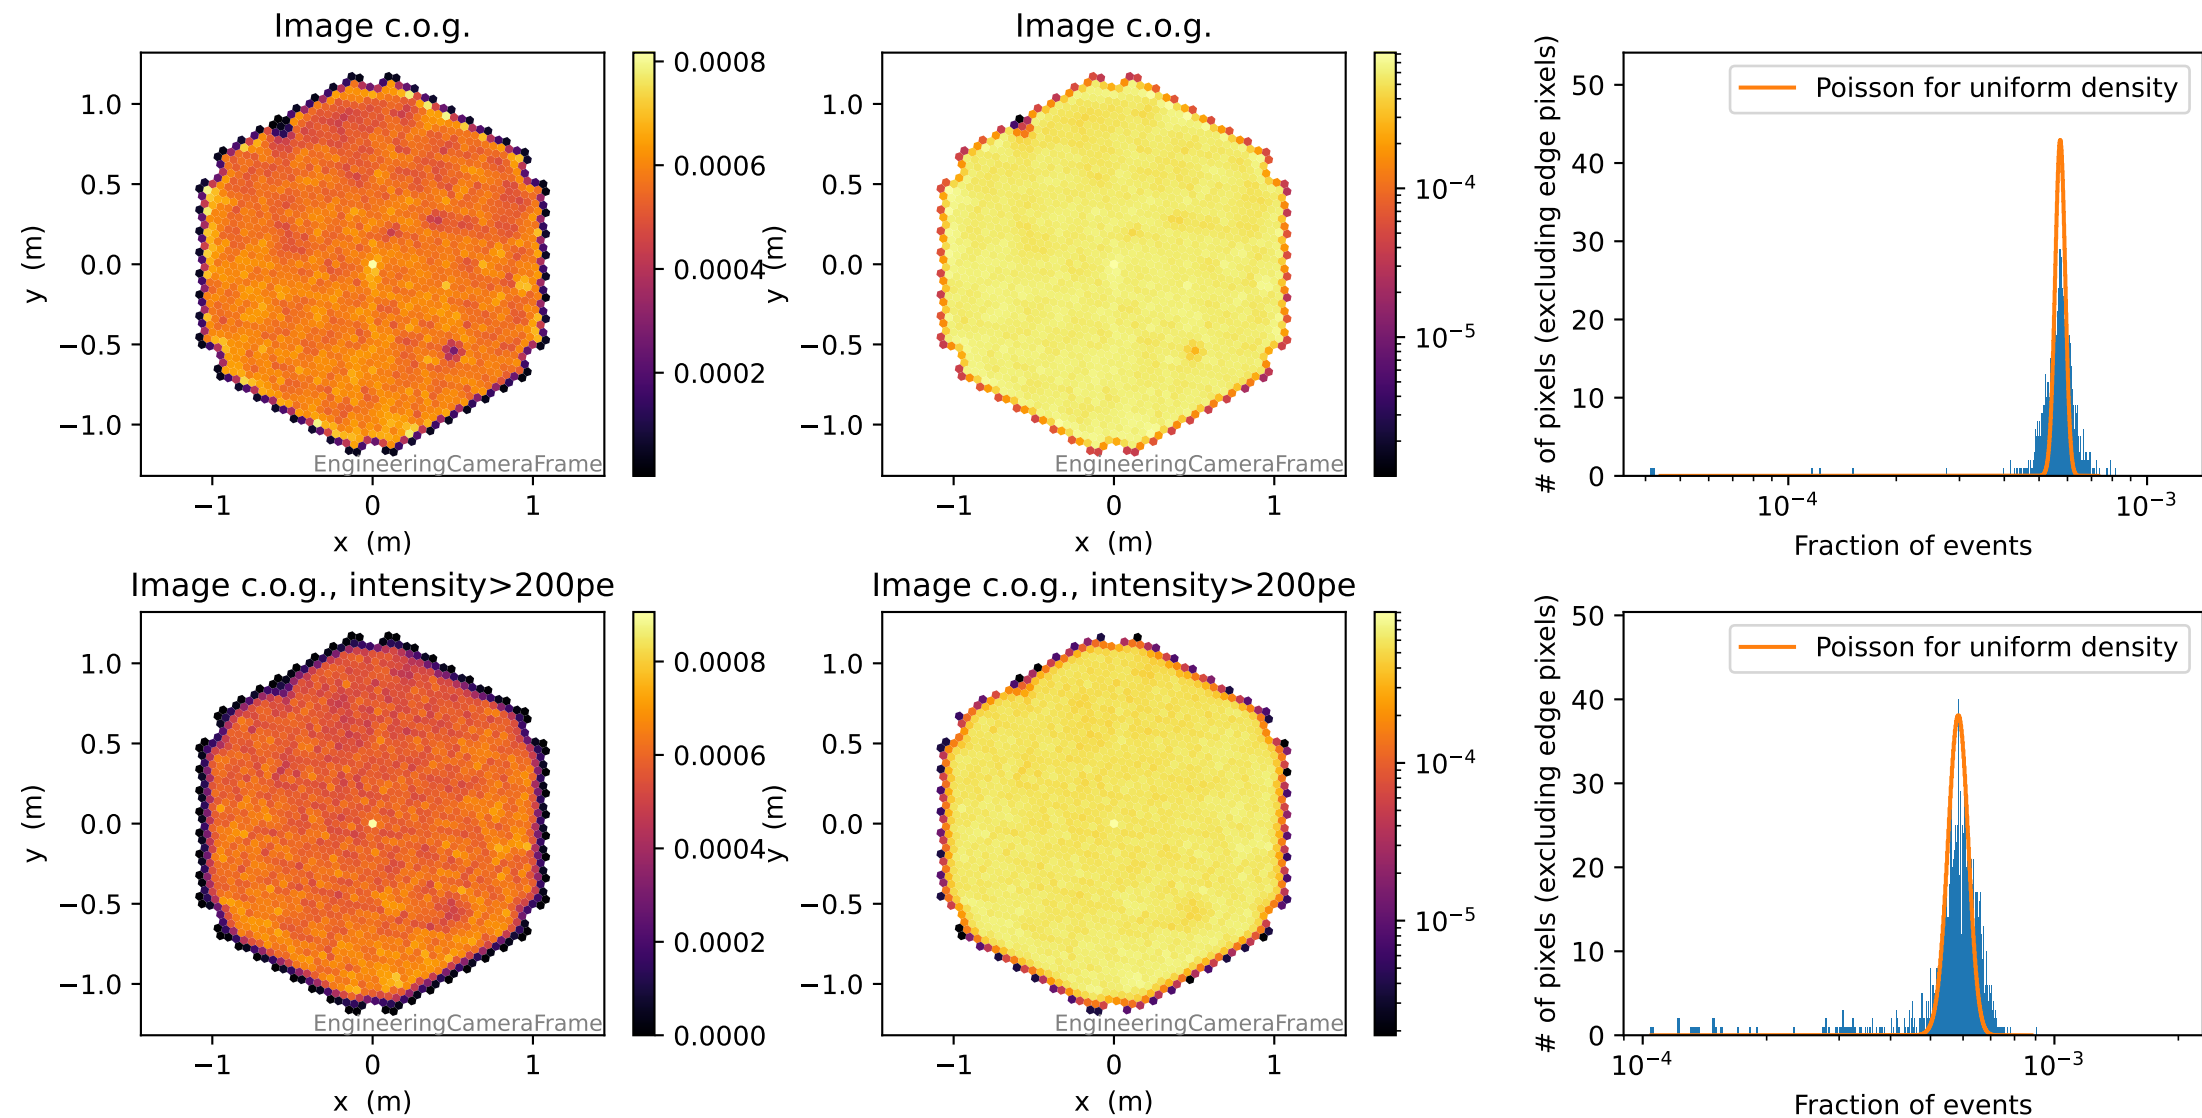 Image c.o.g.
y (m)
1.0
0.5
0.0
−0.5
−1.0
−1
0
1
x (m)
EngineeringCameraFrame
0.0008
0.0006
0.0004
0.0002
Image c.o.g.
y (m)
1.0
0.5
0.0
−0.5
−1.0
−1
0
1
x (m)
EngineeringCameraFrame
10⁻⁴
10⁻⁵
# of pixels (excluding edge pixels)
50
40
30
20
10
0
Poisson for uniform density
10⁻⁴
10⁻³
Fraction of events
Image c.o.g., intensity>200pe
y (m)
1.0
0.5
0.0
−0.5
−1.0
−1
0
1
x (m)
EngineeringCameraFrame
0.0008
0.0006
0.0004
0.0002
0.0000
Image c.o.g., intensity>200pe
y (m)
1.0
0.5
0.0
−0.5
−1.0
−1
0
1
x (m)
EngineeringCameraFrame
10⁻⁴
10⁻⁵
# of pixels (excluding edge pixels)
50
40
30
20
10
0
Poisson for uniform density
10⁻⁴
10⁻³
Fraction of events